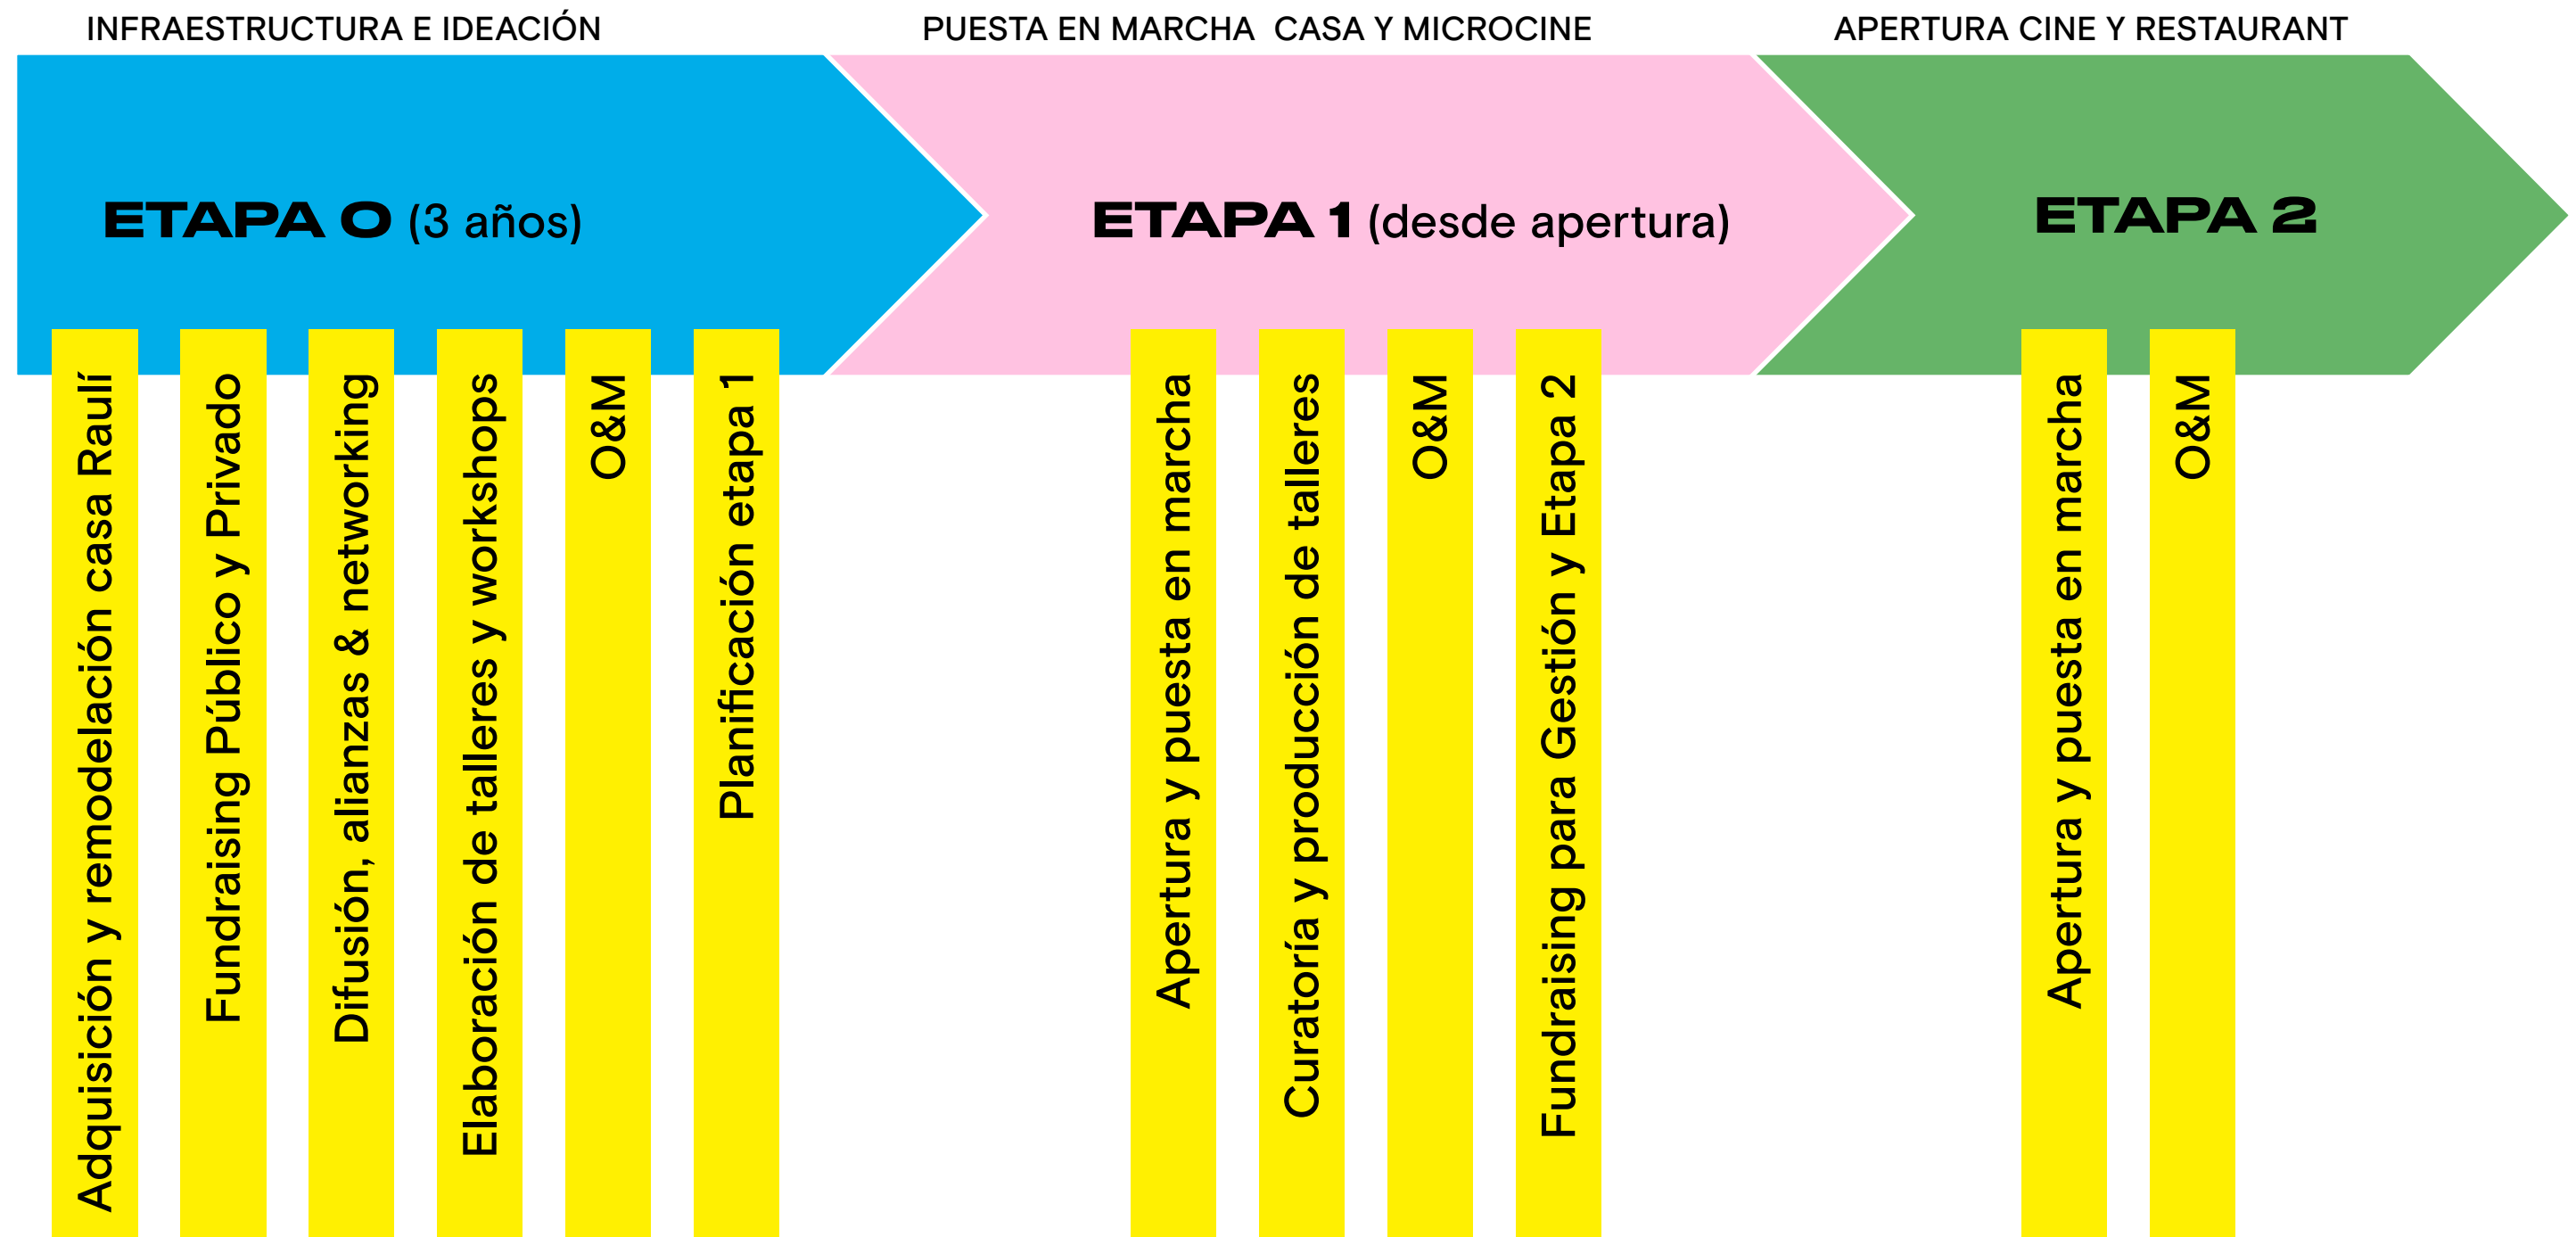 INFRAESTRUCTURA E IDEACIÓN
PUESTA EN MARCHA  CASA Y MICROCINE
APERTURA CINE Y RESTAURANT
ETAPA 0 (3 años)
ETAPA 1 (desde apertura)
ETAPA 2
Adquisición y remodelación casa Raulí
Fundraising Público y Privado
Difusión, alianzas & networking
Elaboración de talleres y workshops
O&M
Planificación etapa 1
Apertura y puesta en marcha
Curatoría y producción de talleres
O&M
Fundraising para Gestión y Etapa 2
Apertura y puesta en marcha
O&M